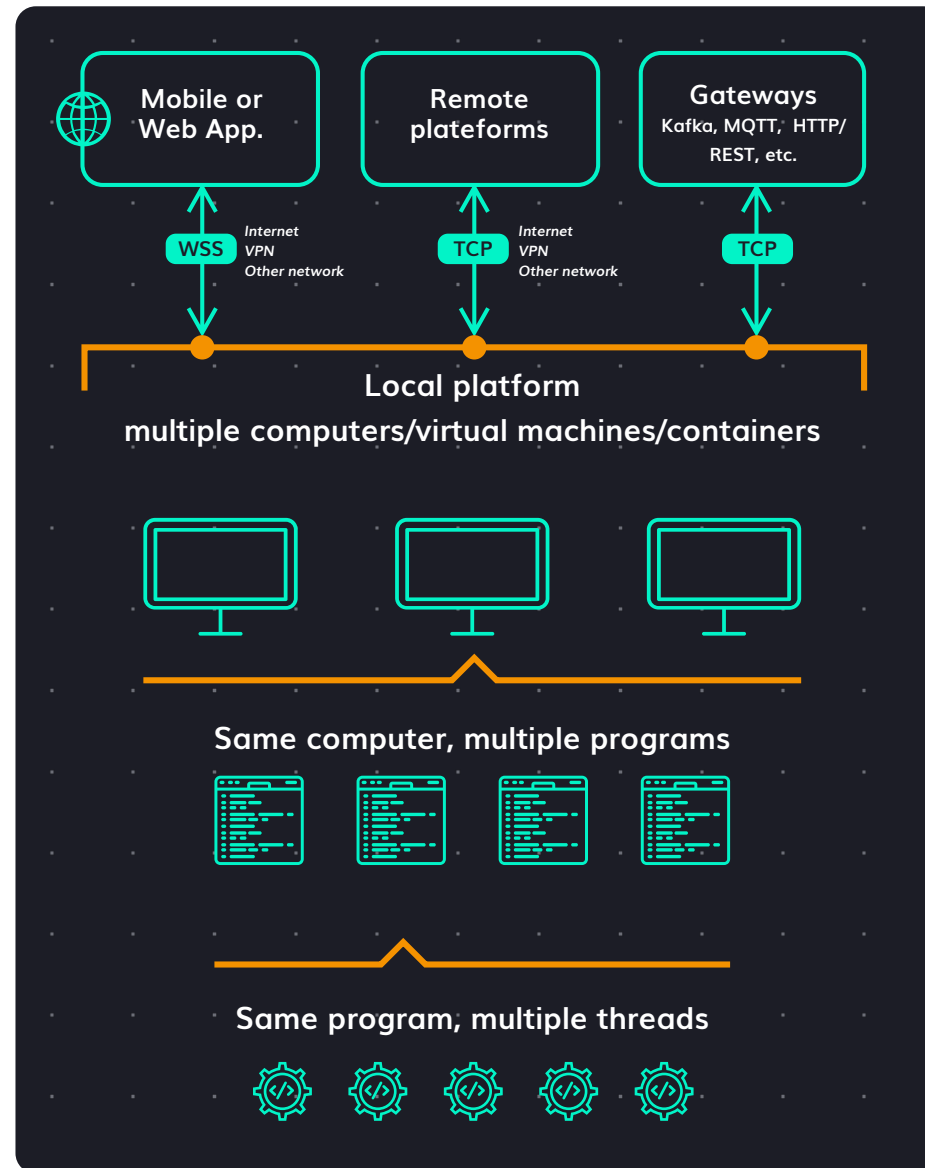 Mobile or
Web App.
Remote
plateforms
Gateways
Kafka, MQTT, HTTP/
REST, etc.
WSS
Internet
VPN
Other network
TCP
Internet
VPN
Other network
TCP
Local platform
multiple computers/virtual machines/containers
Same computer, multiple programs
Same program, multiple threads